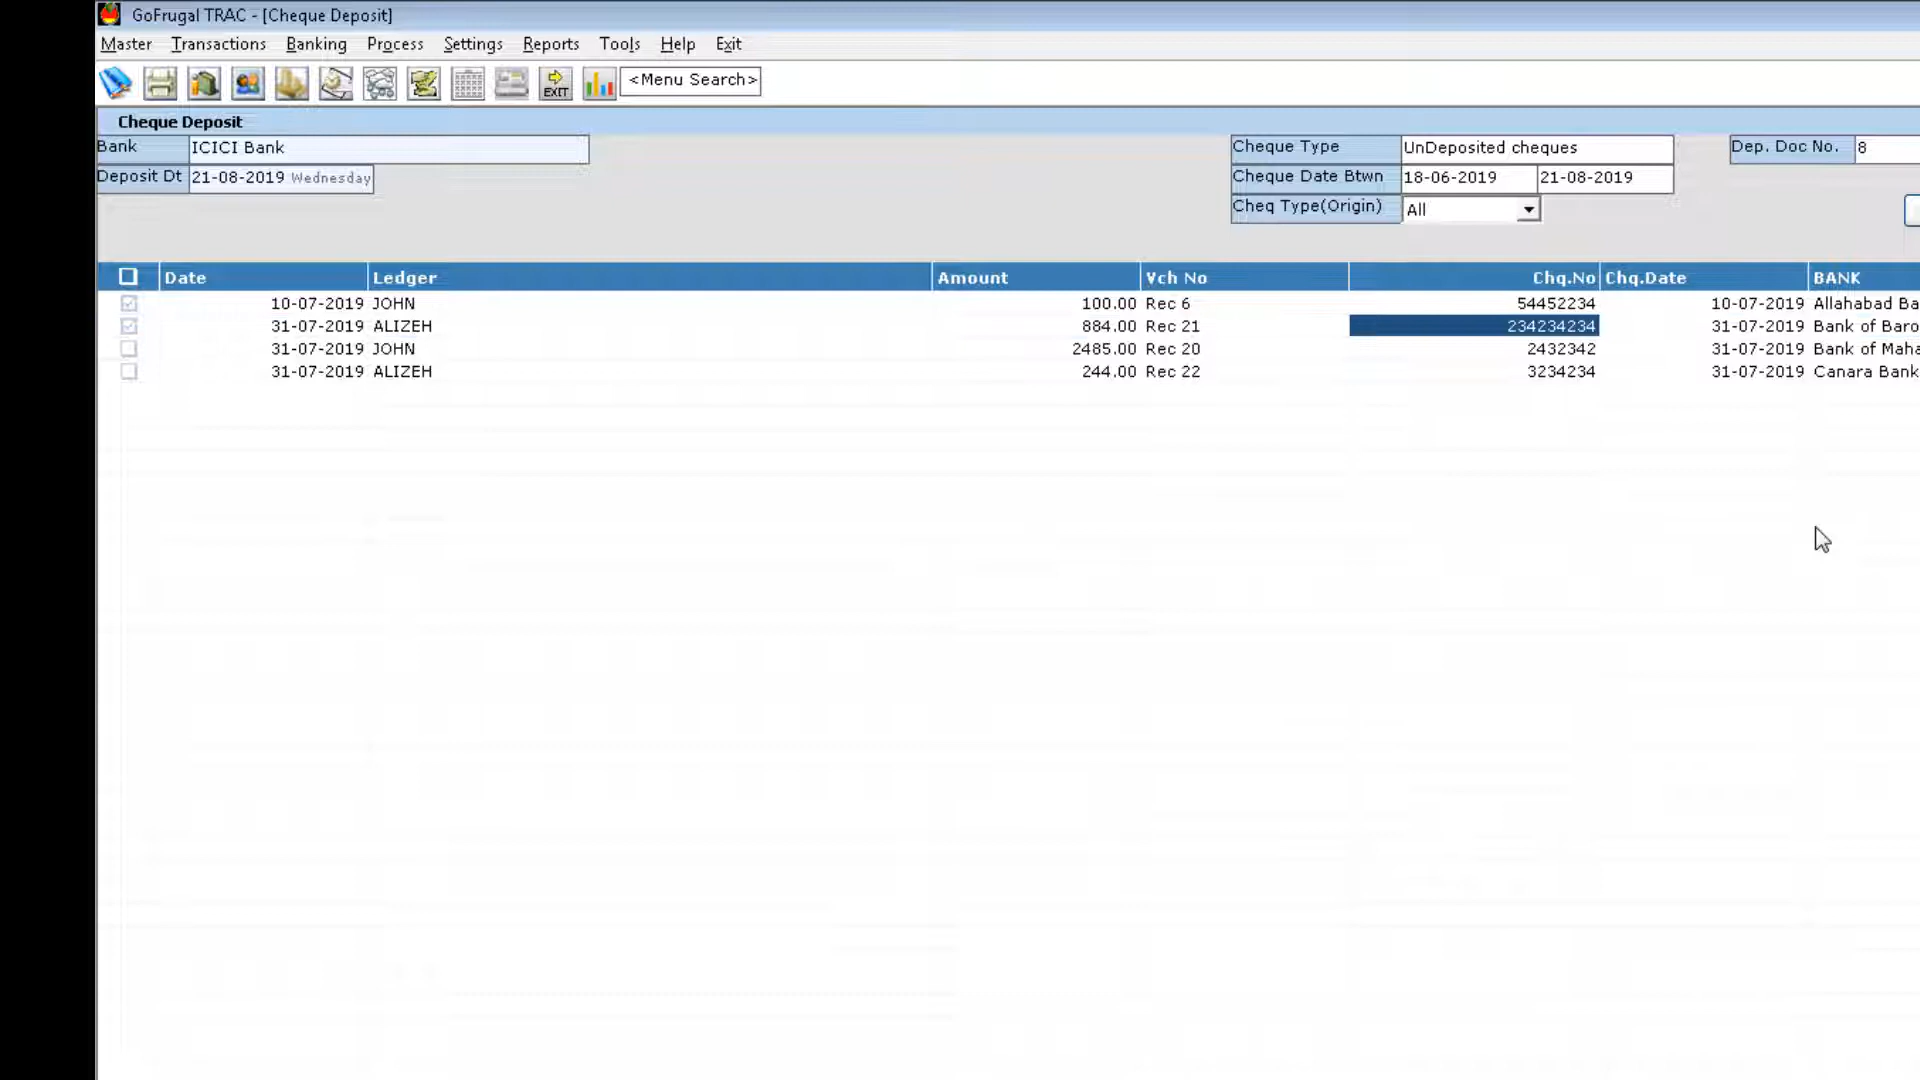 GoFrugal TRAC - [Cheque Deposit]
Master Transactions Banking Process Settings Reports Tools Help Exit
EXIT <Menu Search>
Cheque Deposit
Bank ICICI Bank Cheque Type UnDeposited cheques Dep. Doc No. 8
Deposit Dt 21-08-2019 Wednesday Cheque Date Btwn 18-06-2019 21-08-2019
Cheq Type(Origin) All
Date Ledger Amount Vch No Chq.No Chq.Date BANK
10-07-2019 JOHN 100.00 Rec 6 54452234 10-07-2019 Allahabad Ba
31-07-2019 ALIZEH 884.00 Rec 21 234234234 31-07-2019 Bank of Baro
31-07-2019 JOHN 2485.00 Rec 20 2432342 31-07-2019 Bank of Maha
31-07-2019 ALIZEH 244.00 Rec 22 3234234 31-07-2019 Canara Bank